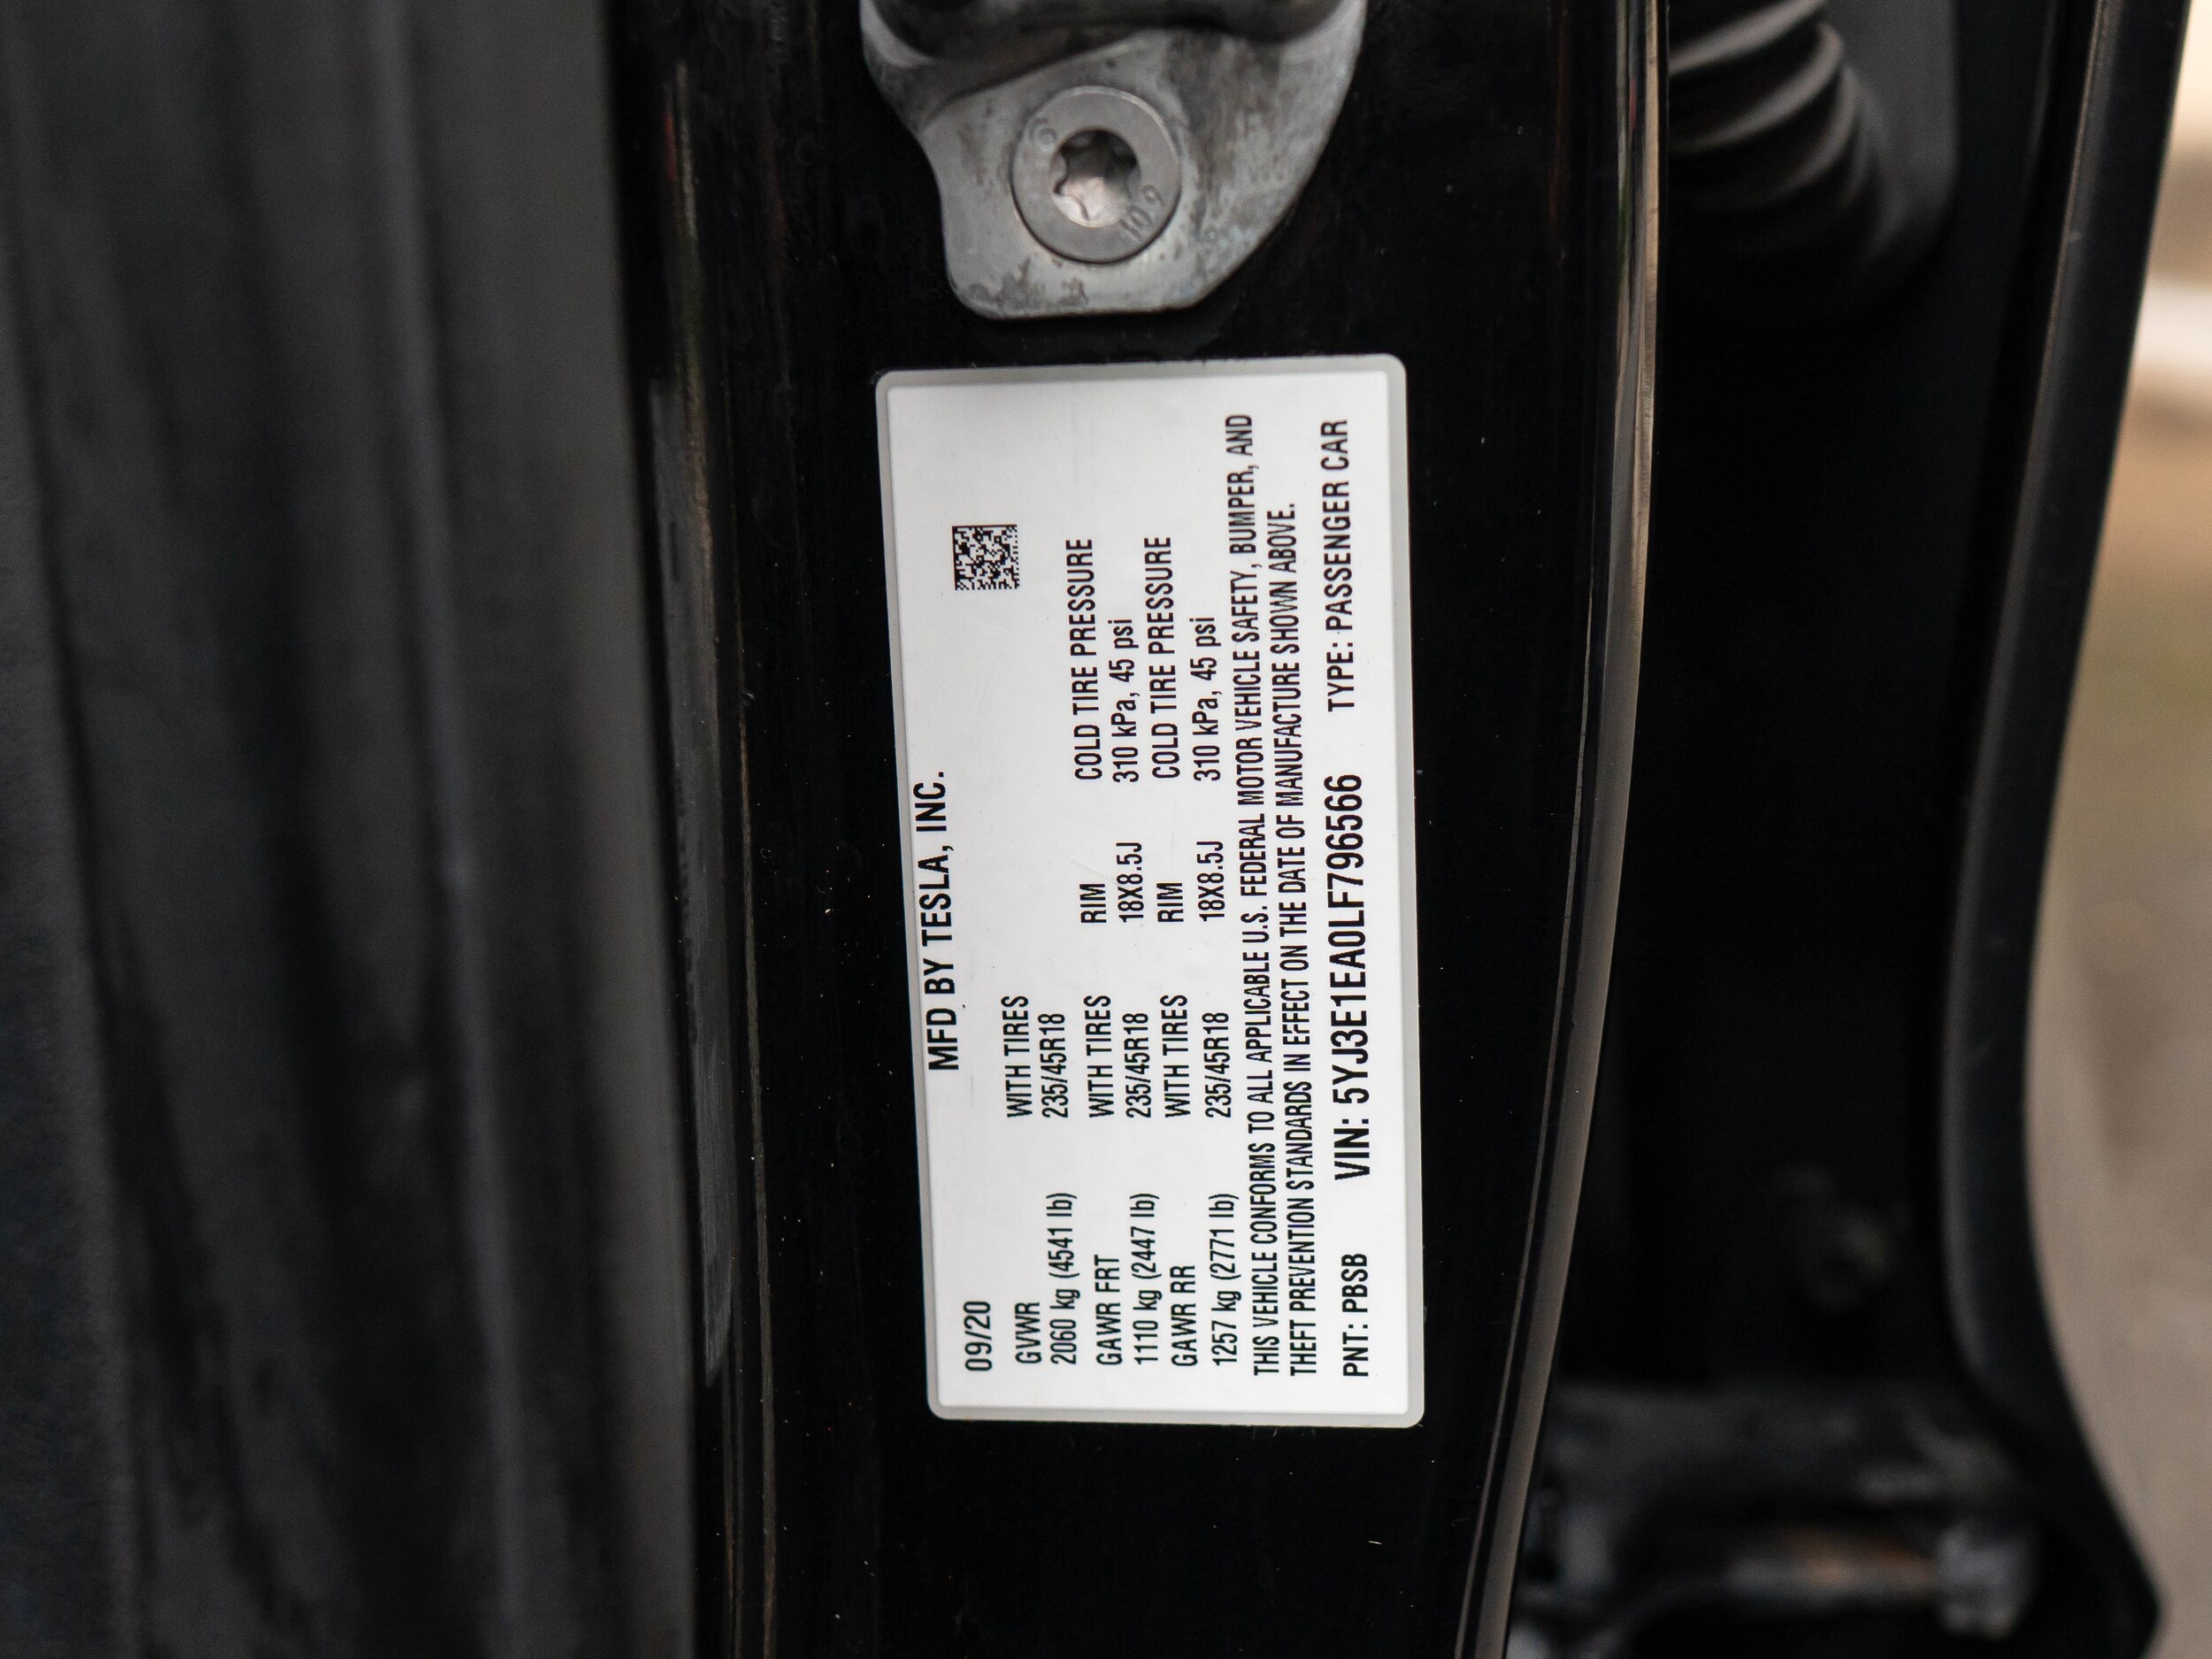 10.9
MFD BY TESLA, INC.
09/20
GVWR WITH TIRES
2060 kg (4541 lb) 235/45R18
GAWR FRT WITH TIRES RIM COLD TIRE PRESSURE
1110 kg (2447 lb) 235/45R18 18X8.5J 310 kPa, 45 psi
GAWR RR WITH TIRES RIM COLD TIRE PRESSURE
1257 kg (2771 lb) 235/45R18 18X8.5J 310 kPa, 45 psi
THIS VEHICLE CONFORMS TO ALL APPLICABLE U.S. FEDERAL MOTOR VEHICLE SAFETY, BUMPER, AND
THEFT PREVENTION STANDARDS IN EFFECT ON THE DATE OF MANUFACTURE SHOWN ABOVE.
PNT: PBSB VIN: 5YJ3E1EA0LF796566 TYPE: PASSENGER CAR